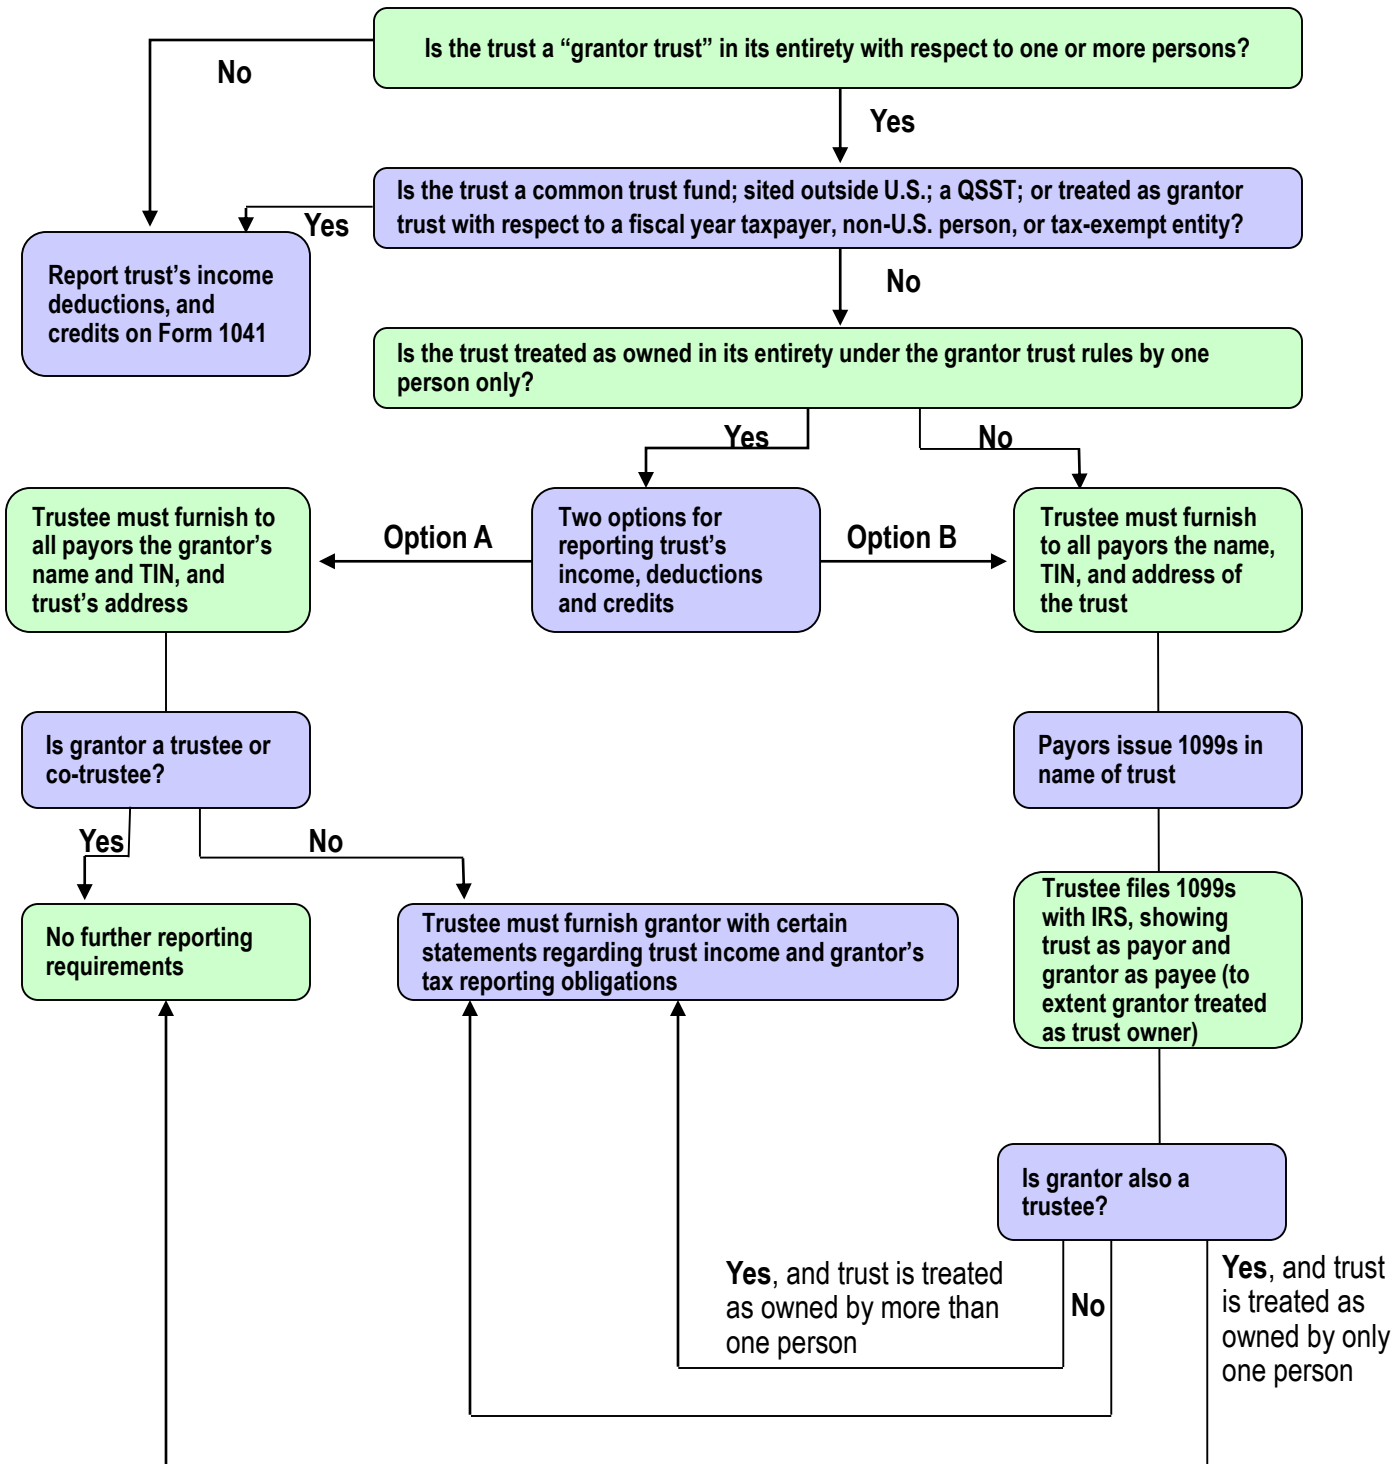 Is the trust a “grantor trust” in its entirety with respect to one or more persons?
No
Yes
Is the trust a common trust fund; sited outside U.S.; a QSST; or treated as grantor
trust with respect to a fiscal year taxpayer, non-U.S. person, or tax-exempt entity?
Yes
No
Report trust’s income
deductions, and
credits on Form 1041
Is the trust treated as owned in its entirety under the grantor trust rules by one
person only?
Yes
No
Trustee must furnish to
all payors the grantor’s
name and TIN, and
trust’s address
Option A
Two options for
reporting trust’s
income, deductions
and credits
Option B
Trustee must furnish
to all payors the name,
TIN, and address of
the trust
Is grantor a trustee or
co-trustee?
Payors issue 1099s in
name of trust
Yes
No
No further reporting
requirements
Trustee must furnish grantor with certain
statements regarding trust income and grantor’s
tax reporting obligations
Trustee files 1099s
with IRS, showing
trust as payor and
grantor as payee (to
extent grantor treated
as trust owner)
Is grantor also a
trustee?
Yes, and trust is treated
as owned by more than
one person
No
Yes, and trust
is treated as
owned by only
one person